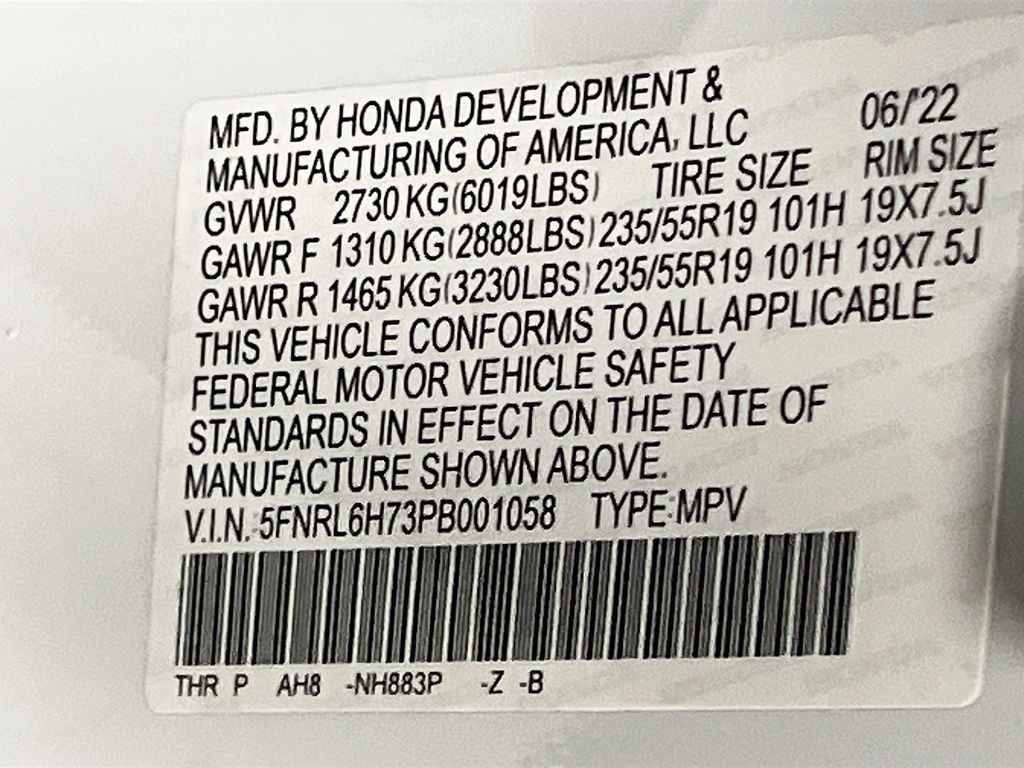 MFD. BY HONDA DEVELOPMENT &
MANUFACTURING OF AMERICA, LLC 06/'22
GVWR 2730 KG(6019LBS) TIRE SIZE RIM SIZE
GAWR F 1310 KG(2888LBS) 235/55R19 101H 19X7.5J
GAWR R 1465 KG(3230LBS) 235/55R19 101H 19X7.5J
THIS VEHICLE CONFORMS TO ALL APPLICABLE
FEDERAL MOTOR VEHICLE SAFETY
STANDARDS IN EFFECT ON THE DATE OF
MANUFACTURE SHOWN ABOVE.
V.I.N.:5FNRL6H73PB001058 TYPE:MPV
THR P AH8 -NH883P -Z -B